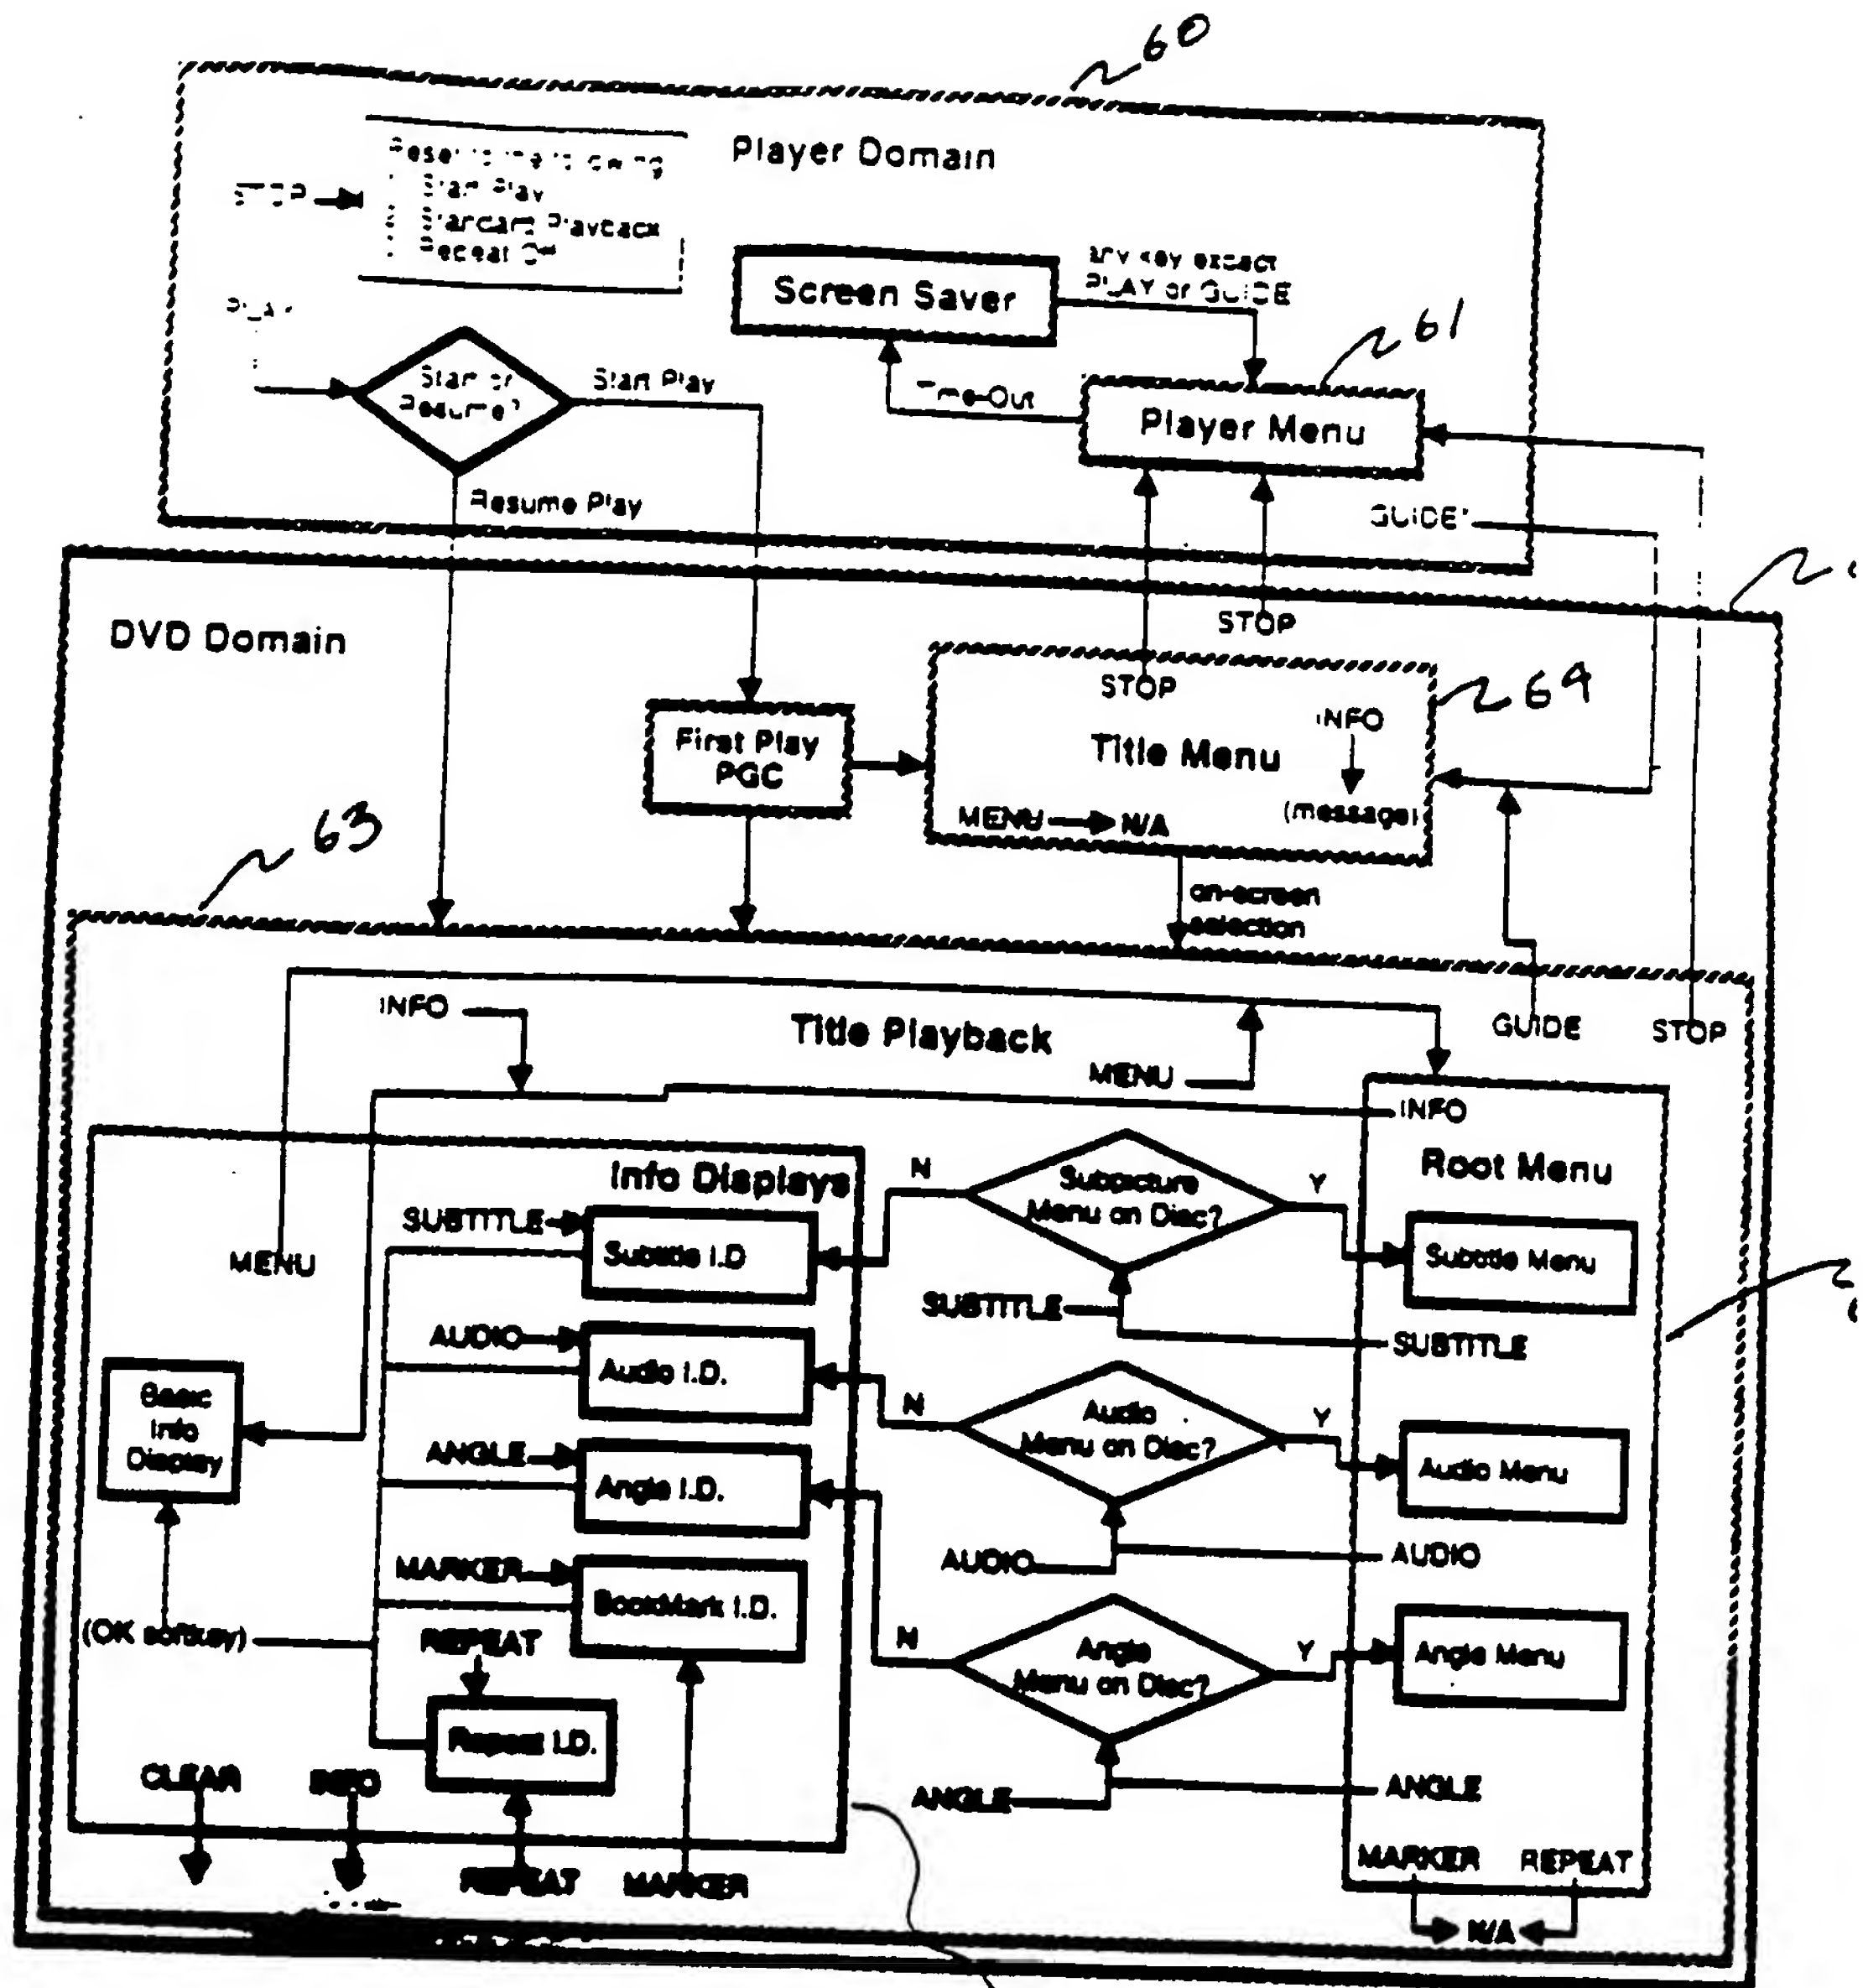 60
Player Domain
STOP
Start Play
Standard Playback
Repeat
PLAY
Screen Saver
any key except
PLAY or GUIDE
61
Start or
Resume?
Start Play
Time-Out
Player Menu
Resume Play
GUIDE
DVD Domain
STOP
STOP
64
INFO
First Play
PGC
Title Menu
(message)
MENU
N/A
63
on-screen
selection
INFO
Title Playback
GUIDE
STOP
MENU
INFO
Info Displays
N
Subpicture
Menu on Disc?
Y
Root Menu
SUBTITLE
Subtitle I.D
Subtitle Menu
MENU
SUBTITLE
SUBTITLE
AUDIO
Audio I.D.
N
Audio
Menu on Disc?
Y
Audio Menu
Basic
Info
Display
ANGLE
Angle I.D.
AUDIO
AUDIO
MARKER
BookMark I.D.
(OK softkey)
REPEAT
N
Angle
Menu on Disc?
Y
Angle Menu
Repeat I.D.
CLEAR
INFO
ANGLE
ANGLE
REPEAT
MARKER
MARKER
REPEAT
N/A